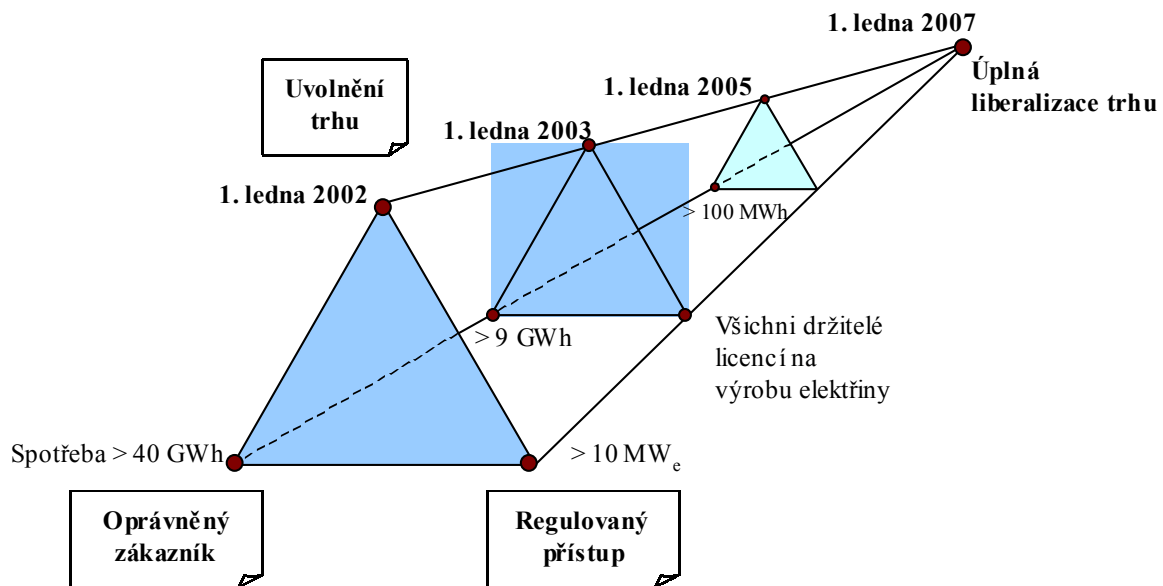 1. ledna 2007
Úplná
liberalizace trhu
Uvolnění
trhu
1. ledna 2005
1. ledna 2003
1. ledna 2002
> 100 MWh
> 9 GWh
Všichni držitelé
licencí na
výrobu elektřiny
Spotřeba > 40 GWh
> 10 MWe
Oprávněný
zákazník
Regulovaný
přístup